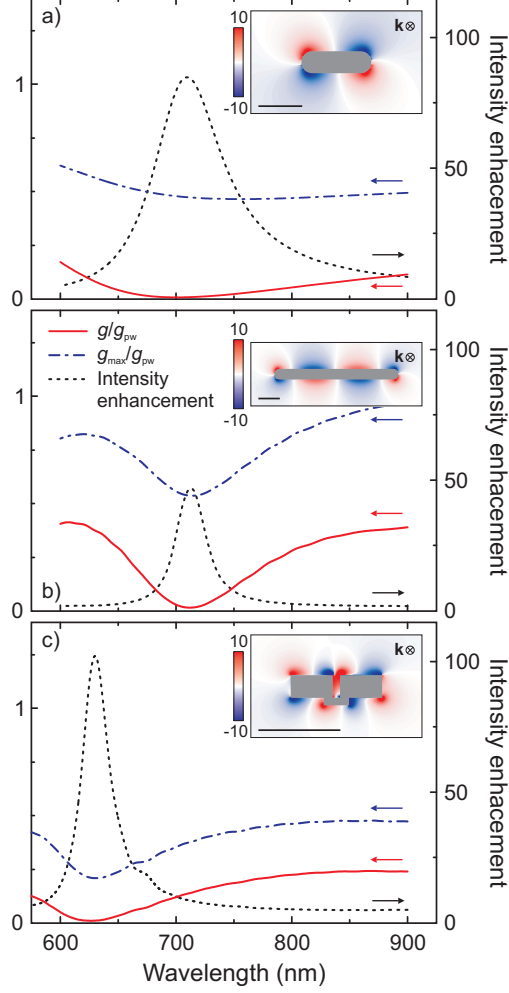 a)
10
-10
k⊗
1
0
100
50
0
Intensity enhacement
g/gpw
gmax/gpw
Intensity
enhancement
10
-10
k⊗
1
0
b)
100
50
0
Intensity enhacement
c)
10
-10
k⊗
1
0
100
50
0
Intensity enhacement
600
700
800
900
Wavelength (nm)